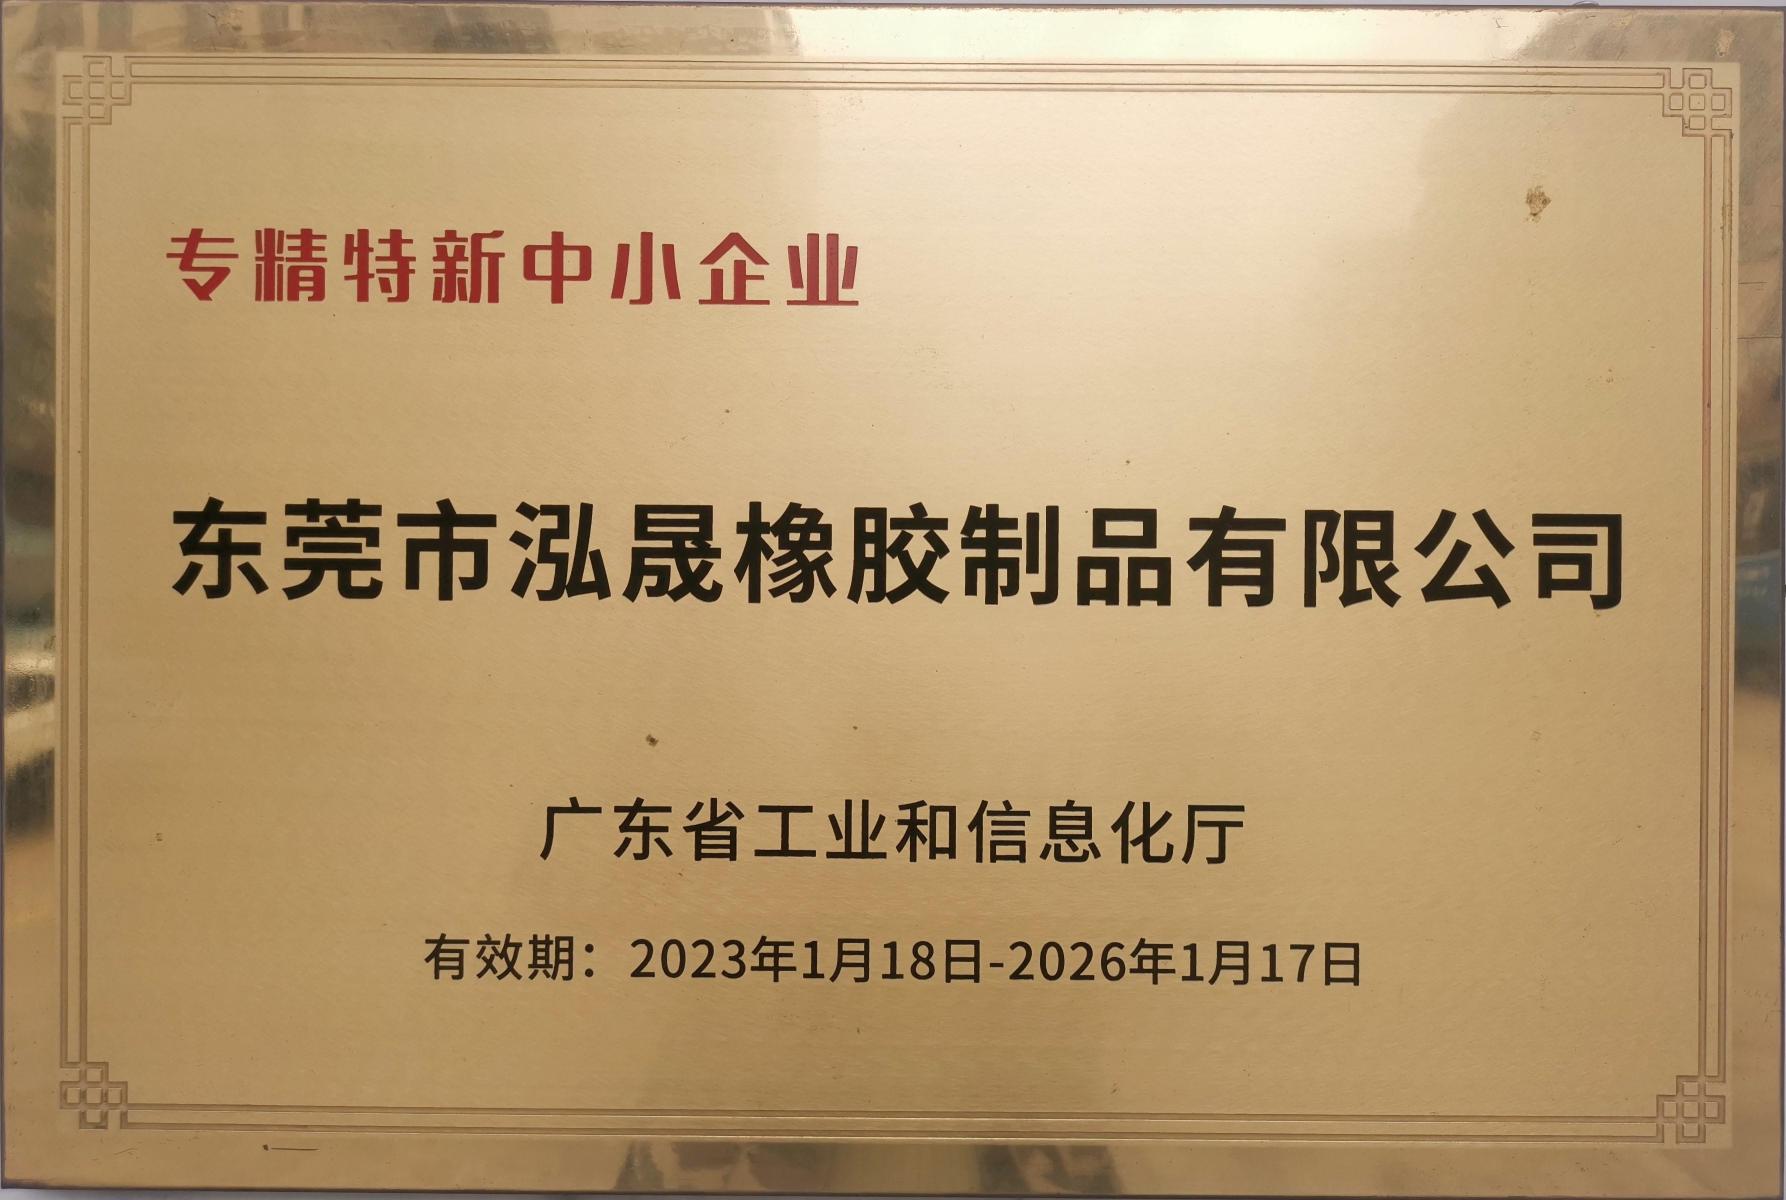 专精特新中小企业
东莞市泓晟橡胶制品有限公司
广东省工业和信息化厅
有效期：2023年1月18日-2026年1月17日